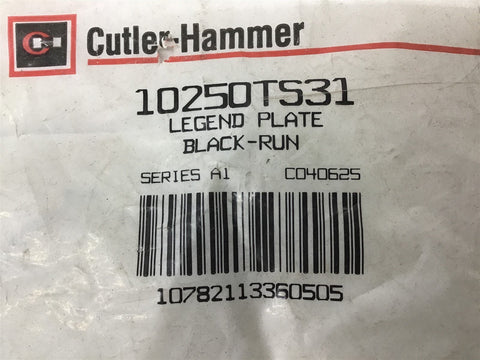 Cutler-Hammer
10250TS31
LEGEND PLATE
BLACK-RUN
SERIES A1 C040625
10782113360505